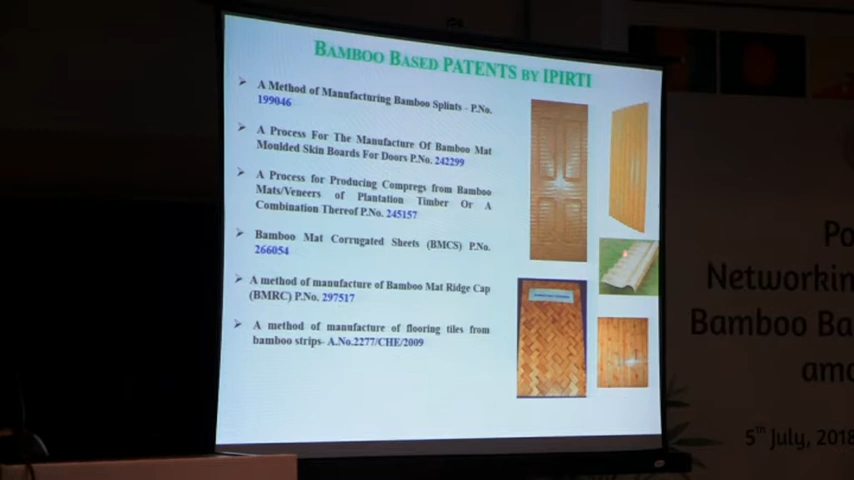 BAMBOO BASED PATENTS BY IPIRTI
➢ A Method of Manufacturing Bamboo Splints - P.No.
199046
➢ A Process For The Manufacture Of Bamboo Mat
Moulded Skin Boards For Doors P.No. 242299
➢ A Process for Producing Compregs from Bamboo
Mats/Veneers of Plantation Timber Or A
Combination Thereof P.No. 245157
➢ Bamboo Mat Corrugated Sheets (BMCS) P.No.
266054
➢ A method of manufacture of Bamboo Mat Ridge Cap
(BMRC) P.No. 297517
➢ A method of manufacture of flooring tiles from
bamboo strips- A.No.2277/CHE/2009
Po
Networkin
Bamboo Ba
amo
5th July, 2018